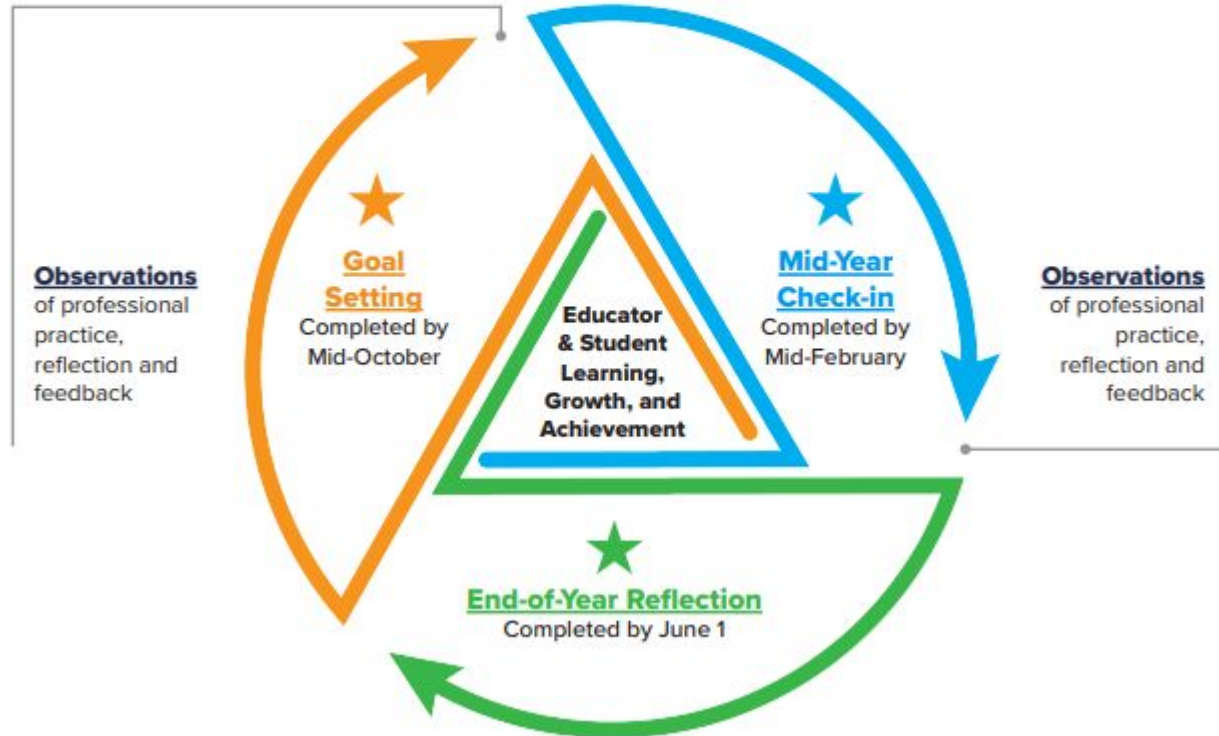 Observations
of professional
practice,
reflection and
feedback
Goal
Setting
Completed by
Mid-October
Educator
& Student
Learning,
Growth, and
Achievement
Mid-Year
Check-in
Completed by
Mid-February
Observations
of professional
practice,
reflection and
feedback
End-of-Year Reflection
Completed by June 1